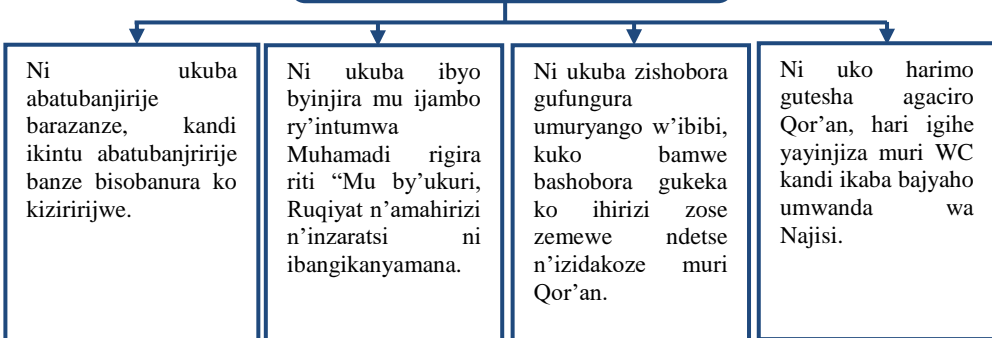 Ni ukuba
abatubanjirije
barazanze, kandi
ikintu abatubanjririje
banze bisobanura ko
kiziririjwe.
Ni ukuba ibyo
byinjira mu ijambo
ry’intumwa
Muhamadi rigira
riti “Mu by’ukuri,
Ruqiyat n’amahirizi
n’inzaratsi ni
ibangikanyamana.
Ni ukuba zishobora
gufungura
umuryango w’ibibi,
kuko bamwe
bashobora gukeka
ko ihirizi zose
zemewe ndetse
n’izidakoze muri
Qor’an.
Ni uko harimo
gutesha agaciro
Qor’an, hari igihe
yayinjiza muri WC
kandi ikaba bajyaho
umwanda wa
Najisi.